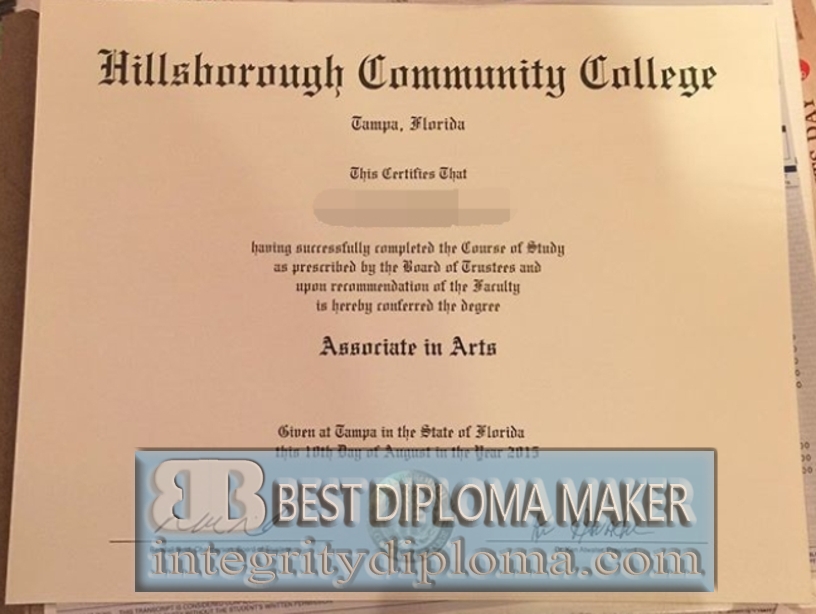 Hillsborough Community College
Tampa, Florida
This Certifies That
having successfully completed the Course of Study
as prescribed by the Board of Trustees and
upon recommendation of the Faculty
is hereby conferred the degree
Associate in Arts
Given at Tampa in the State of Florida
this 10th Day of August in the Year 2015
BEST DIPLOMA MAKER
integritydiploma.com